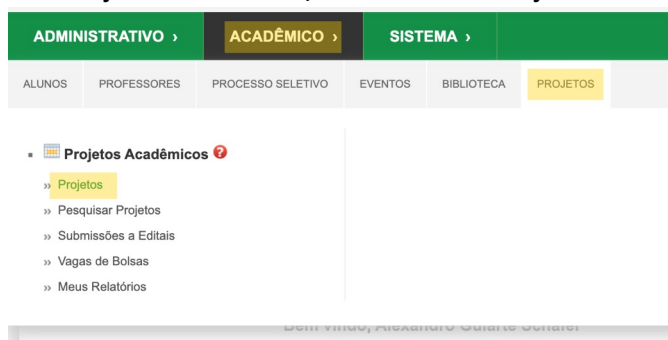 ADMINISTRATIVO › ACADÊMICO › SISTEMA ›
ALUNOS PROFESSORES PROCESSO SELETIVO EVENTOS BIBLIOTECA PROJETOS
Projetos Acadêmicos
» Projetos
» Pesquisar Projetos
» Submissões a Editais
» Vagas de Bolsas
» Meus Relatórios